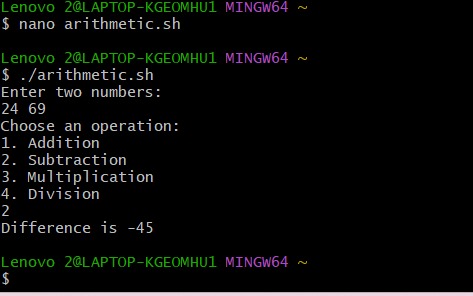 Lenovo 2@LAPTOP-KGEOMHU1 MINGW64 ~
$ nano arithmetic.sh
Lenovo 2@LAPTOP-KGEOMHU1 MINGW64 ~
$ ./arithmetic.sh
Enter two numbers:
24 69
Choose an operation:
1. Addition
2. Subtraction
3. Multiplication
4. Division
2
Difference is -45
Lenovo 2@LAPTOP-KGEOMHU1 MINGW64 ~
$